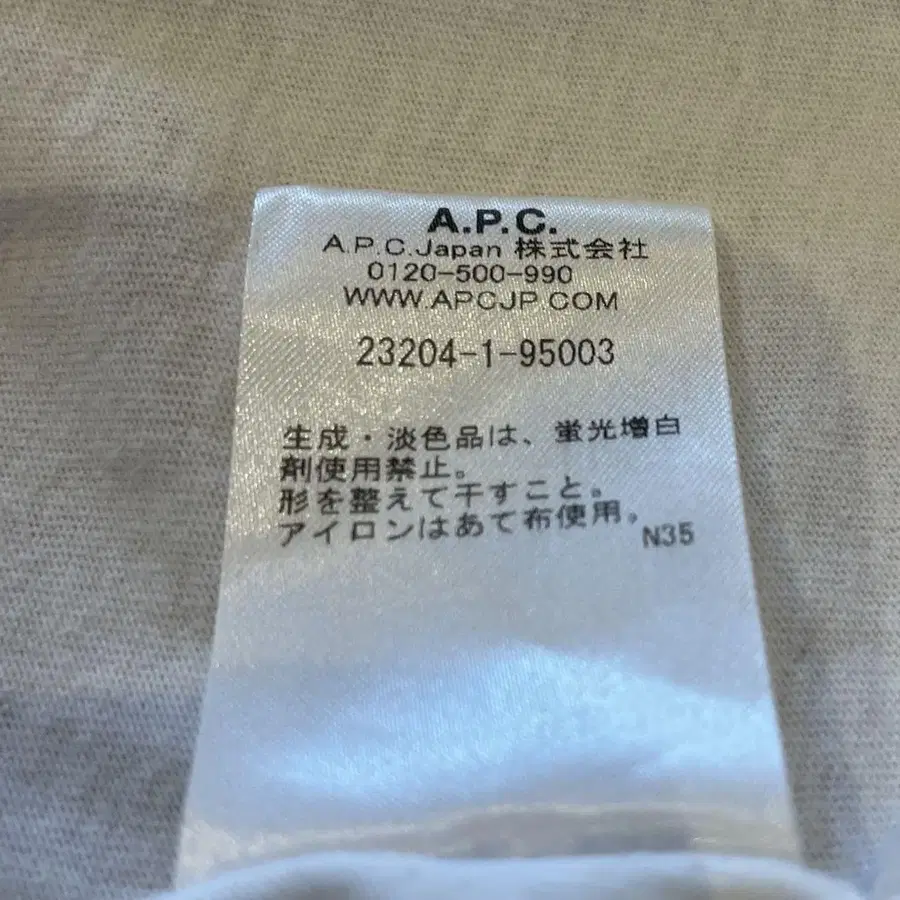 A.P.C.
A.P.C.Japan 株式会社
0120-500-990
WWW.APCJP.COM
23204-1-95003
生成・淡色品は、蛍光増白
剤使用禁止。
形を整えて干すこと。
アイロンはあて布使用。
N35